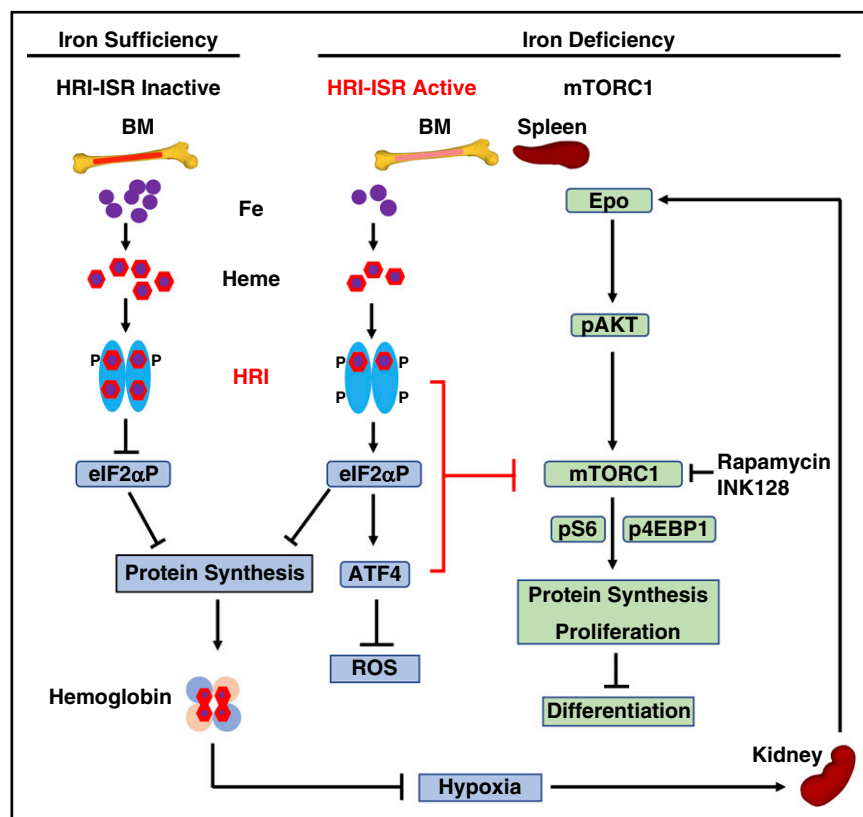 Iron Sufficiency
Iron Deficiency
HRI-ISR Inactive
HRI-ISR Active
mTORC1
BM
BM
Spleen
Fe
Epo
Heme
pAKT
P
P
HRI
P
P
P
P
eIF2αP
eIF2αP
mTORC1
Rapamycin
INK128
pS6
p4EBP1
Protein Synthesis
ATF4
Protein Synthesis
Proliferation
ROS
Hemoglobin
Differentiation
Kidney
Hypoxia